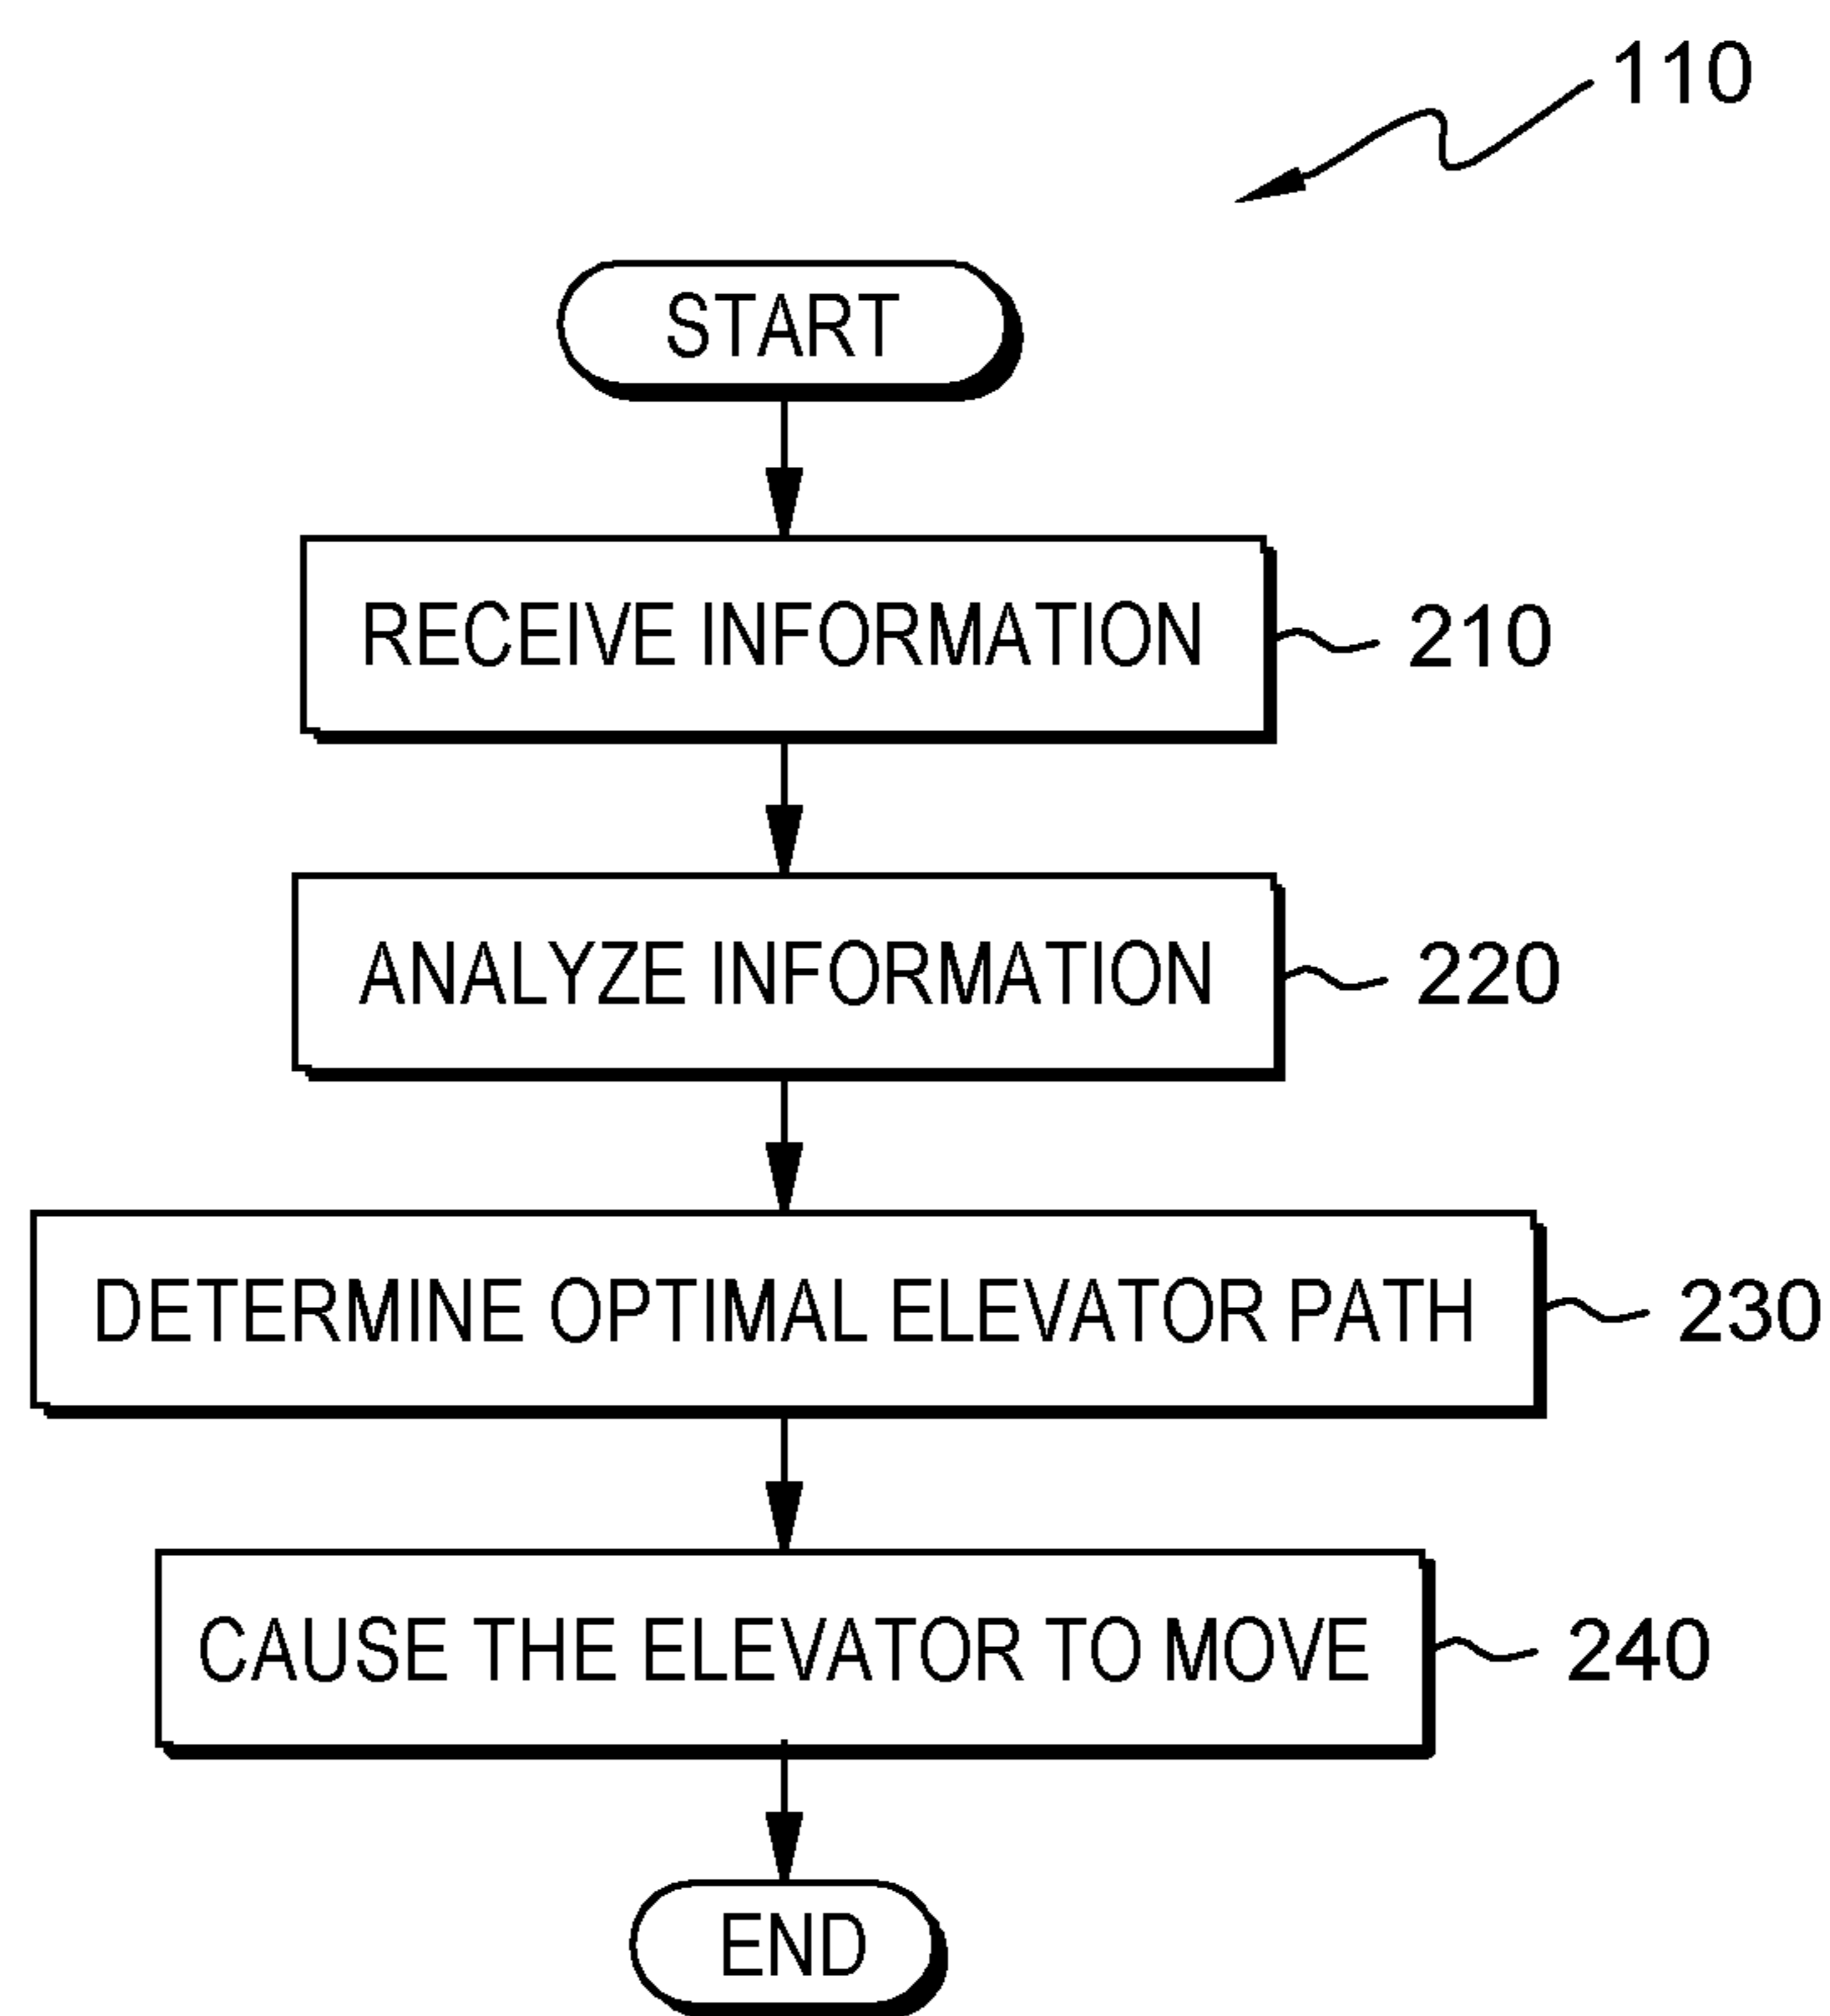 110
START
RECEIVE INFORMATION
210
ANALYZE INFORMATION
220
DETERMINE OPTIMAL ELEVATOR PATH
230
CAUSE THE ELEVATOR TO MOVE
240
END